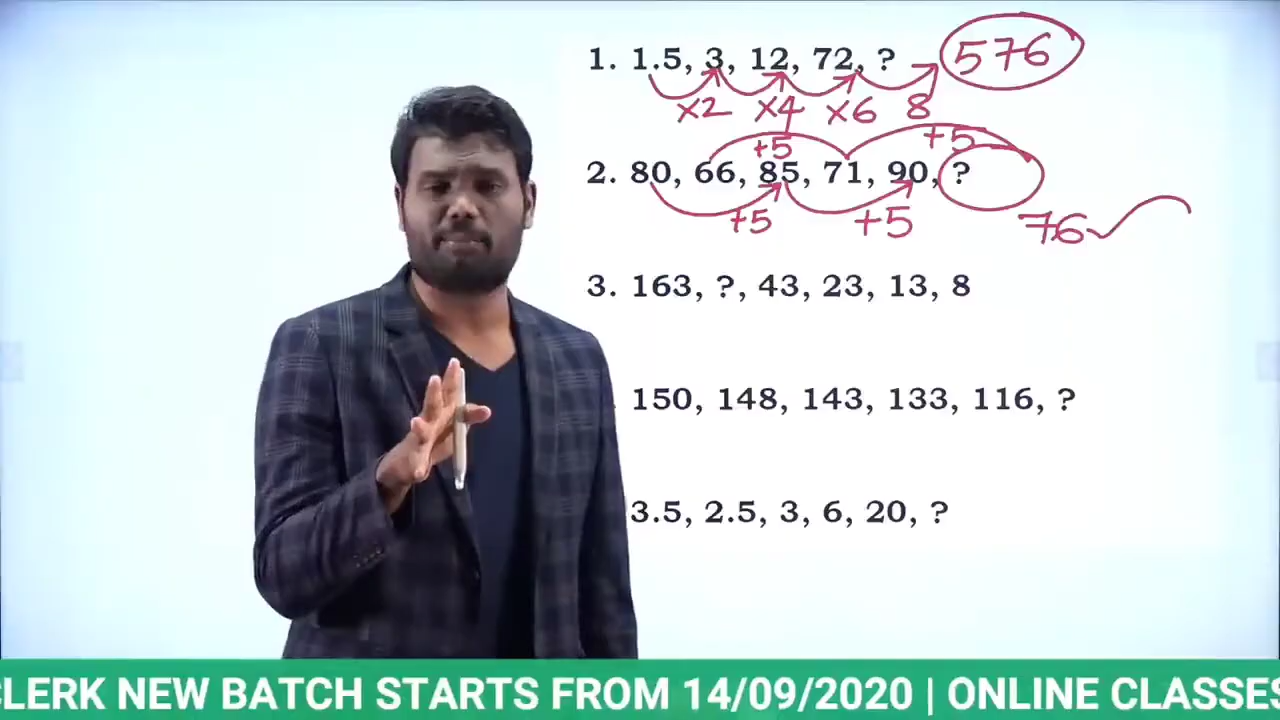 1. 1.5, 3, 12, 72, ? 576
×2 ×4 ×6 8
+5 +5
2. 80, 66, 85, 71, 90, ?
+5 +5 76
3. 163, ?, 43, 23, 13, 8
. 150, 148, 143, 133, 116, ?
3.5, 2.5, 3, 6, 20, ?
CLERK NEW BATCH STARTS FROM 14/09/2020 | ONLINE CLASSES